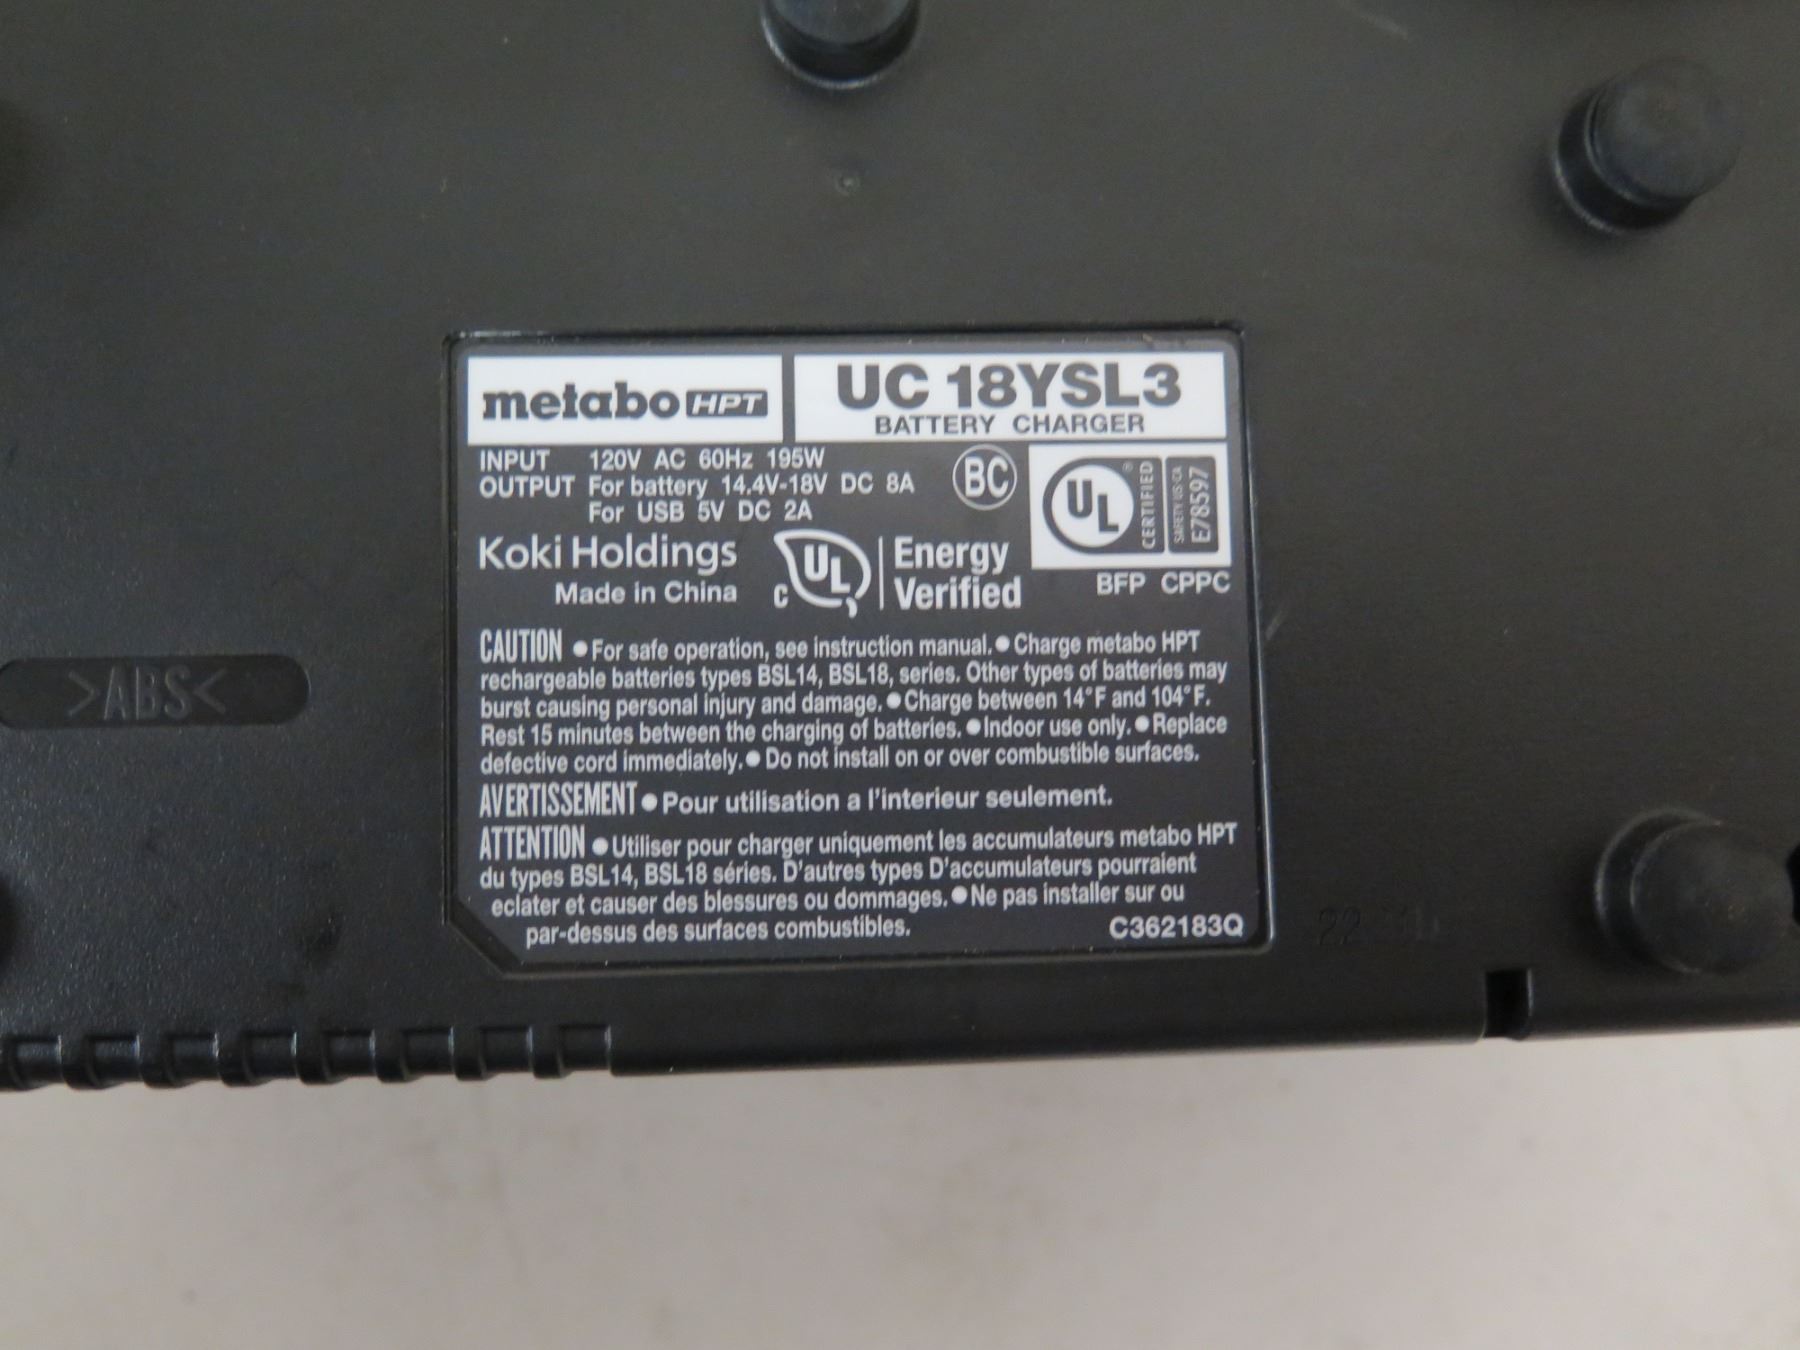 metabo HPT
UC 18YSL3
BATTERY CHARGER
INPUT 120V AC 60Hz 195W
OUTPUT For battery 14.4V-18V DC 8A
For USB 5V DC 2A
BC
UL ® CERTIFIED
SAFETY US-CA
E78597
BFP CPPC
Koki Holdings
Made in China
C UL Energy
Verified
CAUTION ●For safe operation, see instruction manual.●Charge metabo HPT
rechargeable batteries types BSL14, BSL18, series. Other types of batteries may
burst causing personal injury and damage.●Charge between 14°F and 104°F.
Rest 15 minutes between the charging of batteries.●Indoor use only.●Replace
defective cord immediately.●Do not install on or over combustible surfaces.
AVERTISSEMENT●Pour utilisation a l'interieur seulement.
ATTENTION ●Utiliser pour charger uniquement les accumulateurs metabo HPT
du types BSL14, BSL18 séries. D'autres types D'accumulateurs pourraient
eclater et causer des blessures ou dommages.●Ne pas installer sur ou
par-dessus des surfaces combustibles.
C362183Q
>ABS<